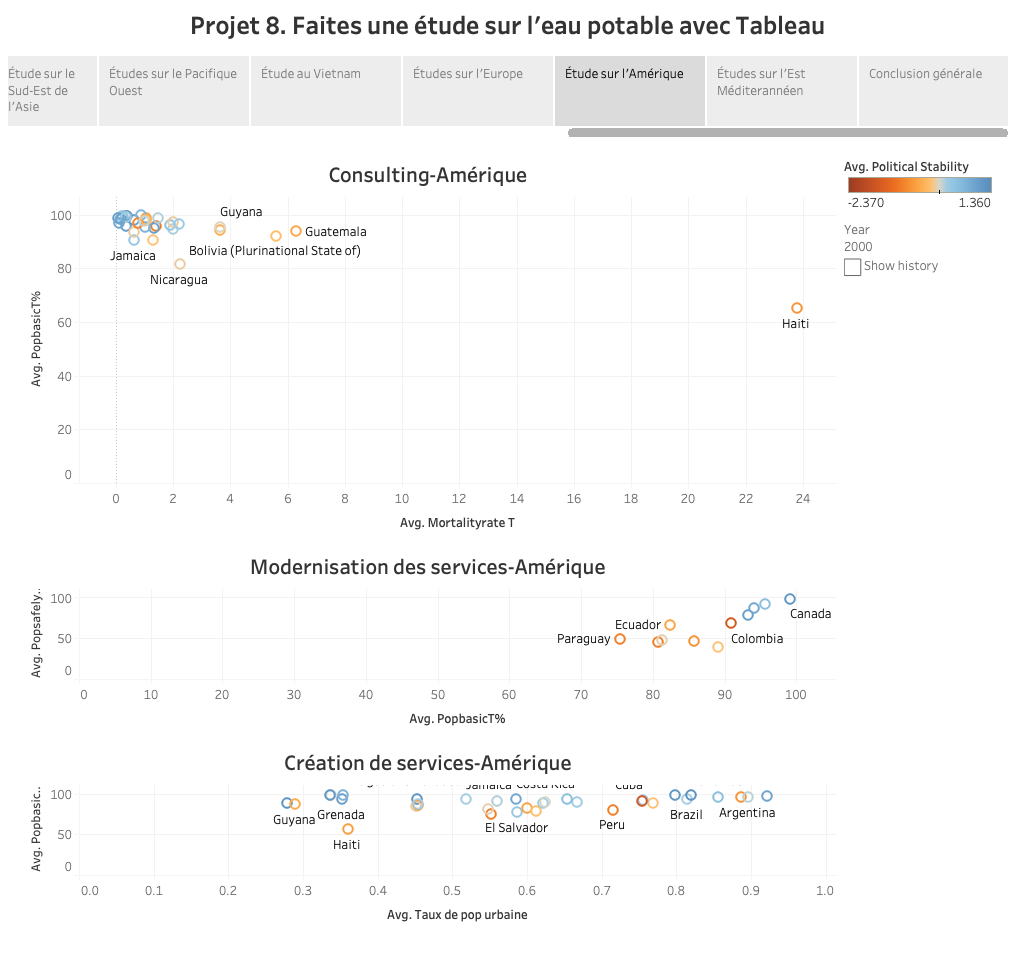 Projet 8. Faites une étude sur l'eau potable avec Tableau
Étude sur le
Sud-Est de
l'Asie
Études sur le Pacifique
Ouest
Étude au Vietnam
Études sur l'Europe
Étude sur l'Amérique
Études sur l'Est
Méditerannéen
Conclusion générale
Consulting-Amérique
Avg. Political Stability
-2.370
1.360
Year
2000
Show history
Avg. PopbasicT%
100
80
60
40
20
0
Guyana
Guatemala
Bolivia (Plurinational State of)
Jamaica
Nicaragua
Haiti
0 2 4 6 8 10 12 14 16 18 20 22 24
Avg. Mortalityrate T
Modernisation des services-Amérique
Avg. Popsafely..
100
50
0
Ecuador
Paraguay
Canada
Colombia
0 10 20 30 40 50 60 70 80 90 100
Avg. PopbasicT%
Création de services-Amérique
Avg. Popbasic..
100
50
0
Jamaica Costa Rica
Cuba
Guyana
Grenada
Haiti
El Salvador
Peru
Brazil
Argentina
0.0 0.1 0.2 0.3 0.4 0.5 0.6 0.7 0.8 0.9 1.0
Avg. Taux de pop urbaine